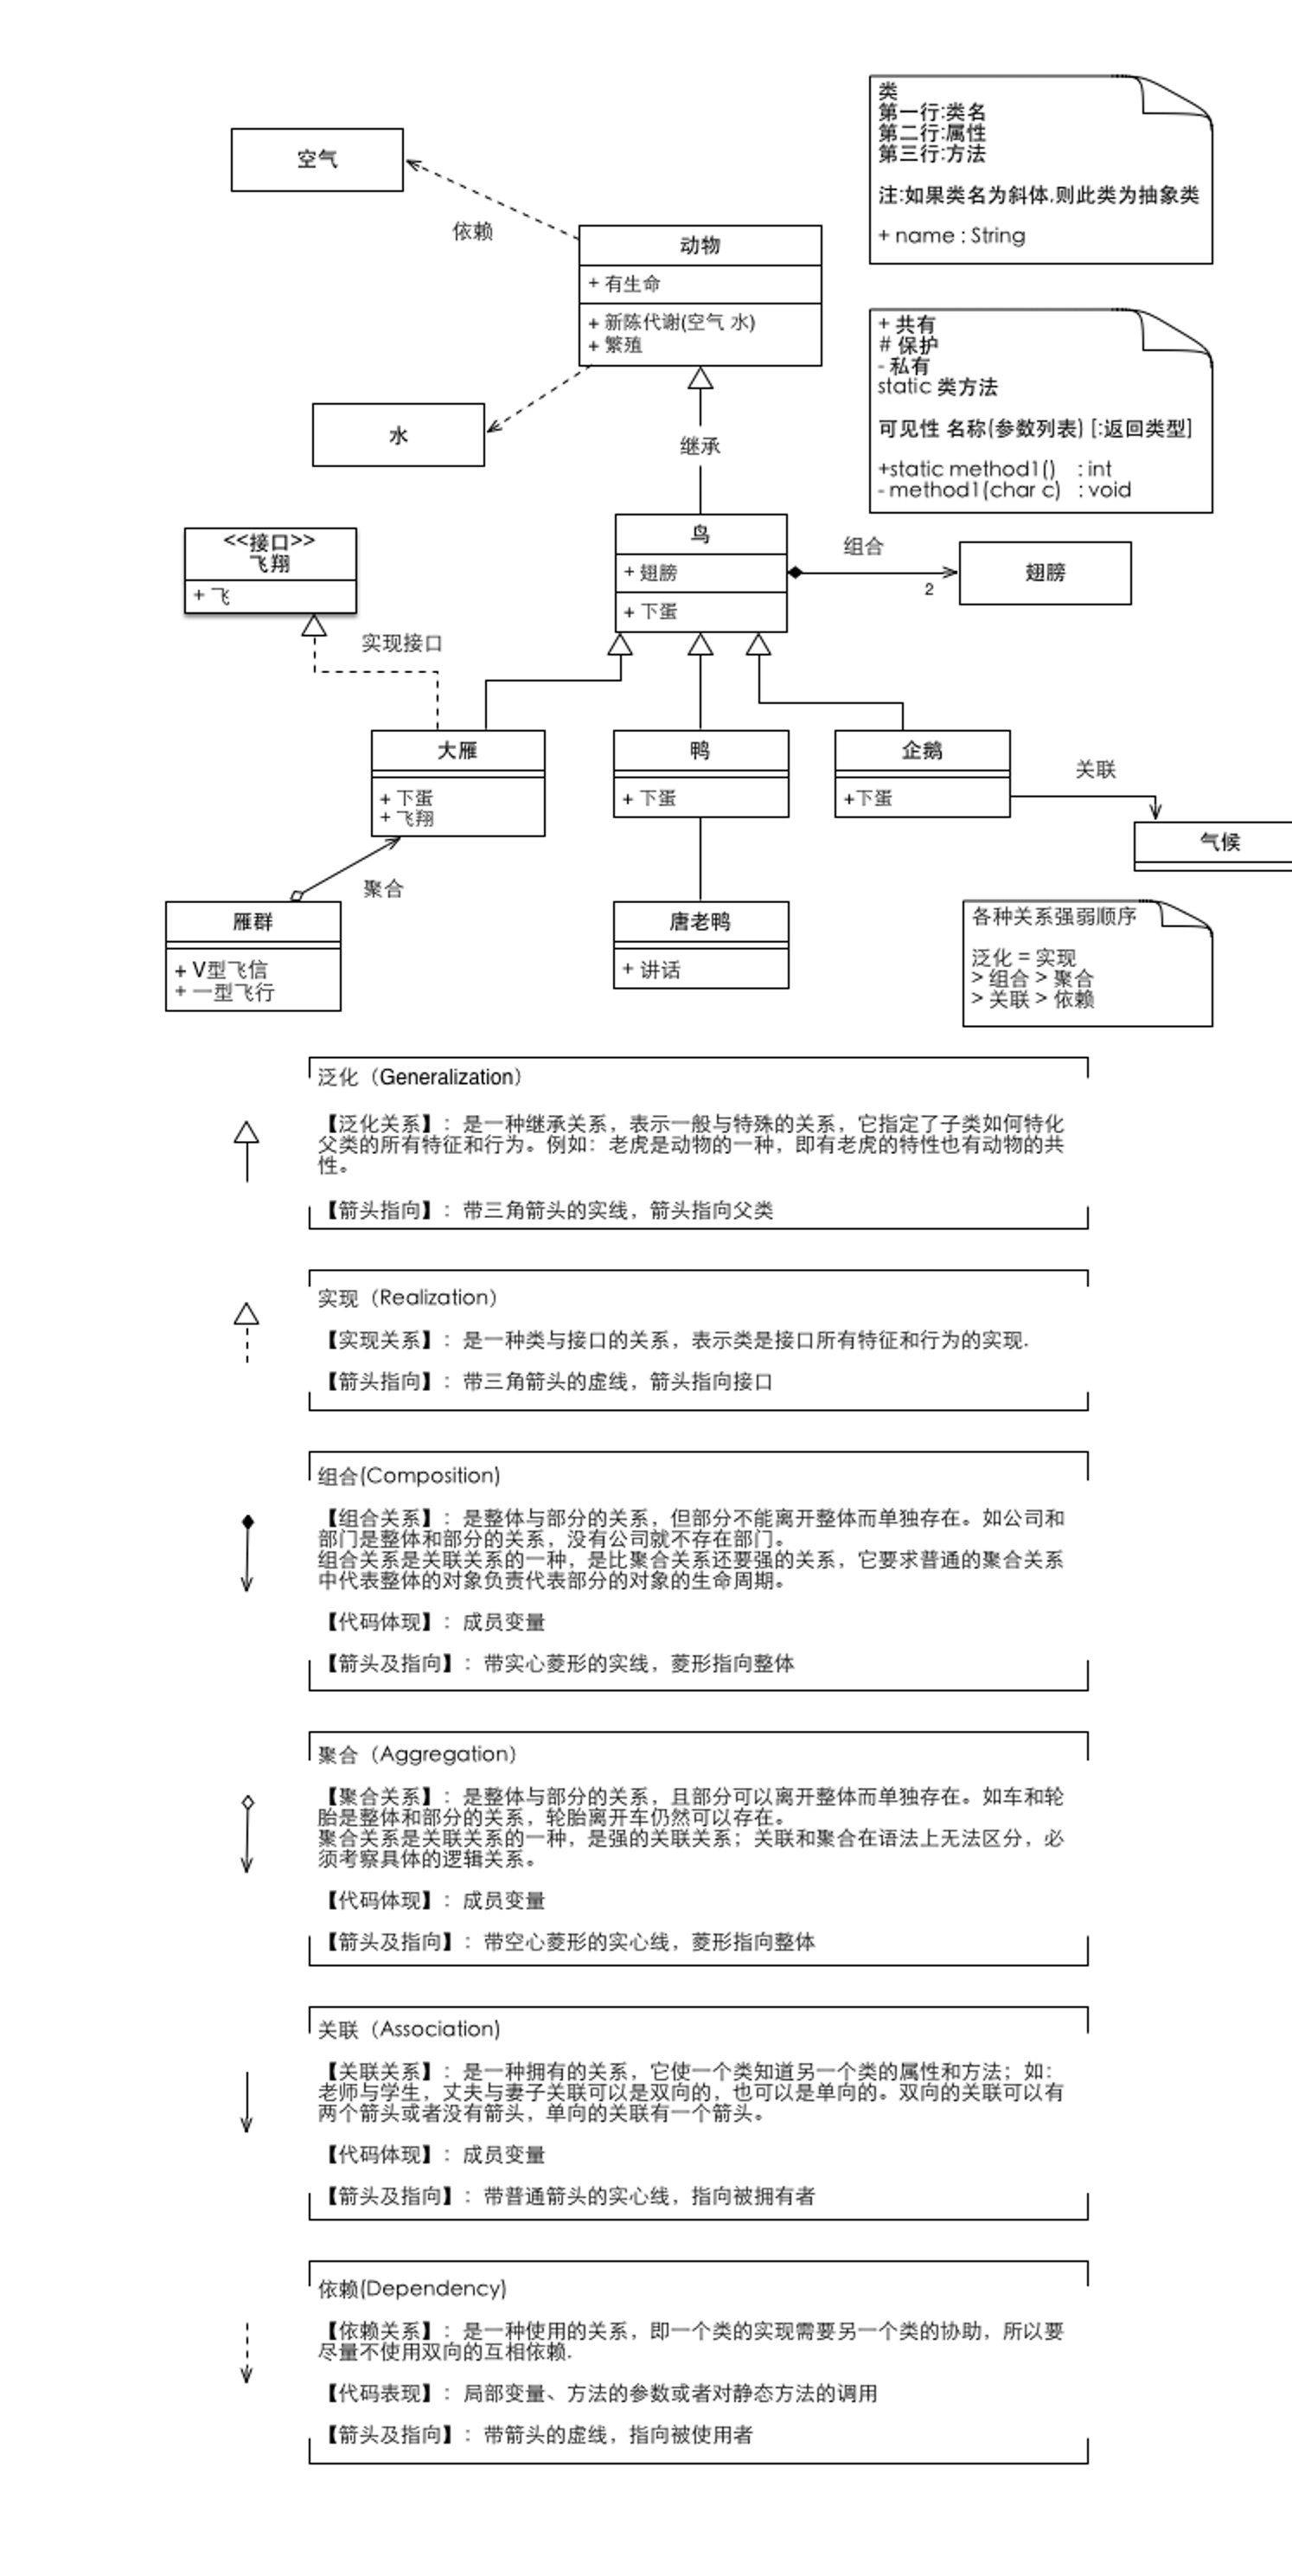 类
第一行:类名
第二行:属性
第三行:方法
注:如果类名为斜体,则此类为抽象类
+ name : String
空气
依赖
动物
+ 有生命
+ 新陈代谢(空气 水)
+ 繁殖
+ 共有
# 保护
- 私有
static 类方法
可见性 名称(参数列表) [:返回类型]
+static method1() : int
- method1(char c) : void
水
继承
<<接口>>
飞翔
+ 飞
鸟
+ 翅膀
+ 下蛋
组合
2
翅膀
实现接口
大雁
+ 下蛋
+ 飞翔
鸭
+ 下蛋
企鹅
+下蛋
关联
气候
聚合
雁群
+ V型飞信
+ 一型飞行
唐老鸭
+ 讲话
各种关系强弱顺序
泛化 = 实现
> 组合 > 聚合
> 关联 > 依赖
泛化（Generalization）
【泛化关系】：是一种继承关系，表示一般与特殊的关系，它指定了子类如何特化
父类的所有特征和行为。例如：老虎是动物的一种，即有老虎的特性也有动物的共
性。
【箭头指向】：带三角箭头的实线，箭头指向父类
实现（Realization）
【实现关系】：是一种类与接口的关系，表示类是接口所有特征和行为的实现.
【箭头指向】：带三角箭头的虚线，箭头指向接口
组合(Composition)
【组合关系】：是整体与部分的关系，但部分不能离开整体而单独存在。如公司和
部门是整体和部分的关系，没有公司就不存在部门。
组合关系是关联关系的一种，是比聚合关系还要强的关系，它要求普通的聚合关系
中代表整体的对象负责代表部分的对象的生命周期。
【代码体现】：成员变量
【箭头及指向】：带实心菱形的实线，菱形指向整体
聚合（Aggregation）
【聚合关系】：是整体与部分的关系，且部分可以离开整体而单独存在。如车和轮
胎是整体和部分的关系，轮胎离开车仍然可以存在。
聚合关系是关联关系的一种，是强的关联关系；关联和聚合在语法上无法区分，必
须考察具体的逻辑关系。
【代码体现】：成员变量
【箭头及指向】：带空心菱形的实心线，菱形指向整体
关联（Association)
【关联关系】：是一种拥有的关系，它使一个类知道另一个类的属性和方法；如：
老师与学生，丈夫与妻子关联可以是双向的，也可以是单向的。双向的关联可以有
两个箭头或者没有箭头，单向的关联有一个箭头。
【代码体现】：成员变量
【箭头及指向】：带普通箭头的实心线，指向被拥有者
依赖(Dependency)
【依赖关系】：是一种使用的关系，即一个类的实现需要另一个类的协助，所以要
尽量不使用双向的互相依赖.
【代码表现】：局部变量、方法的参数或者对静态方法的调用
【箭头及指向】：带箭头的虚线，指向被使用者